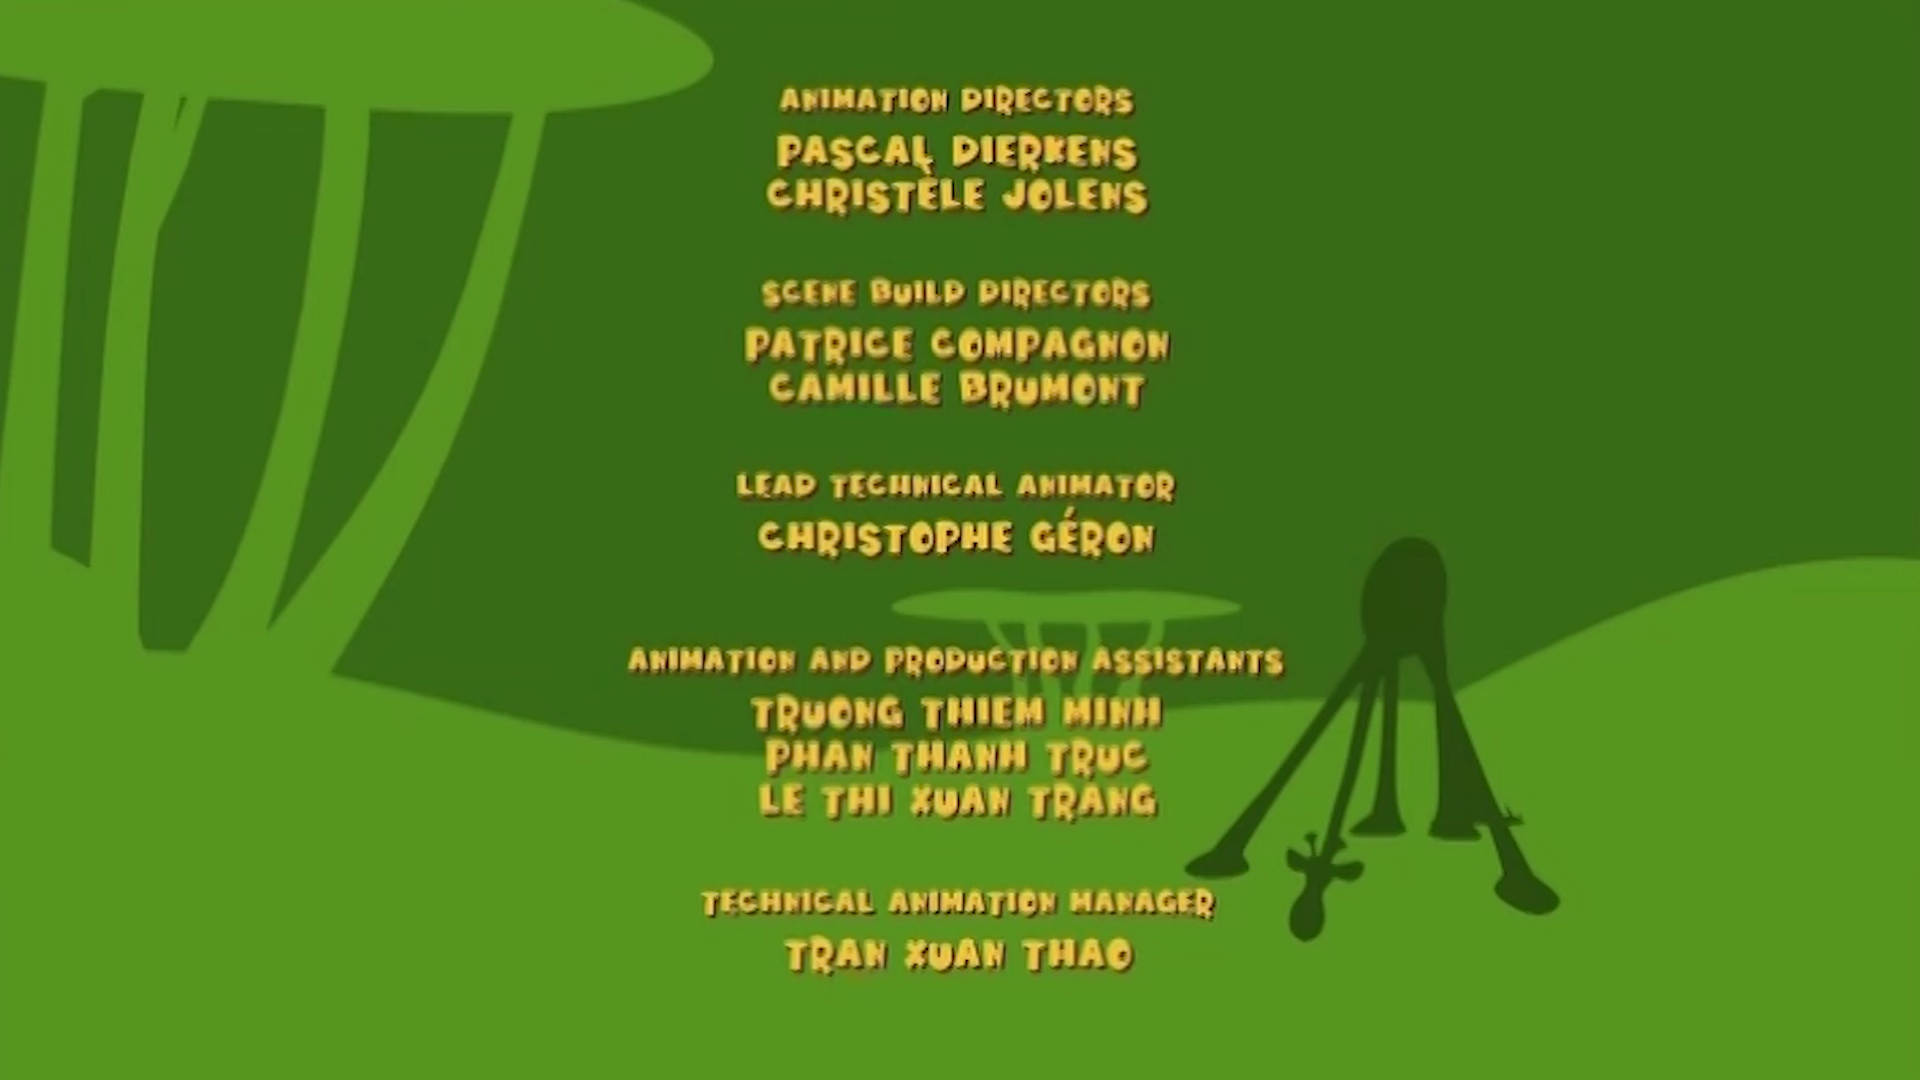 ANIMATION DIRECTORS
PASCAL DIERKENS
CHRISTÈLE JOLENS
SCENE BUILD DIRECTORS
PATRICE COMPAGNON
CAMILLE BRUMONT
LEAD TECHNICAL ANIMATOR
CHRISTOPHE GÉRON
ANIMATION AND PRODUCTION ASSISTANTS
TRUONG THIEM MINH
PHAN THANH TRUC
LE THI XUAN TRANG
TECHNICAL ANIMATION MANAGER
TRAN XUAN THAO